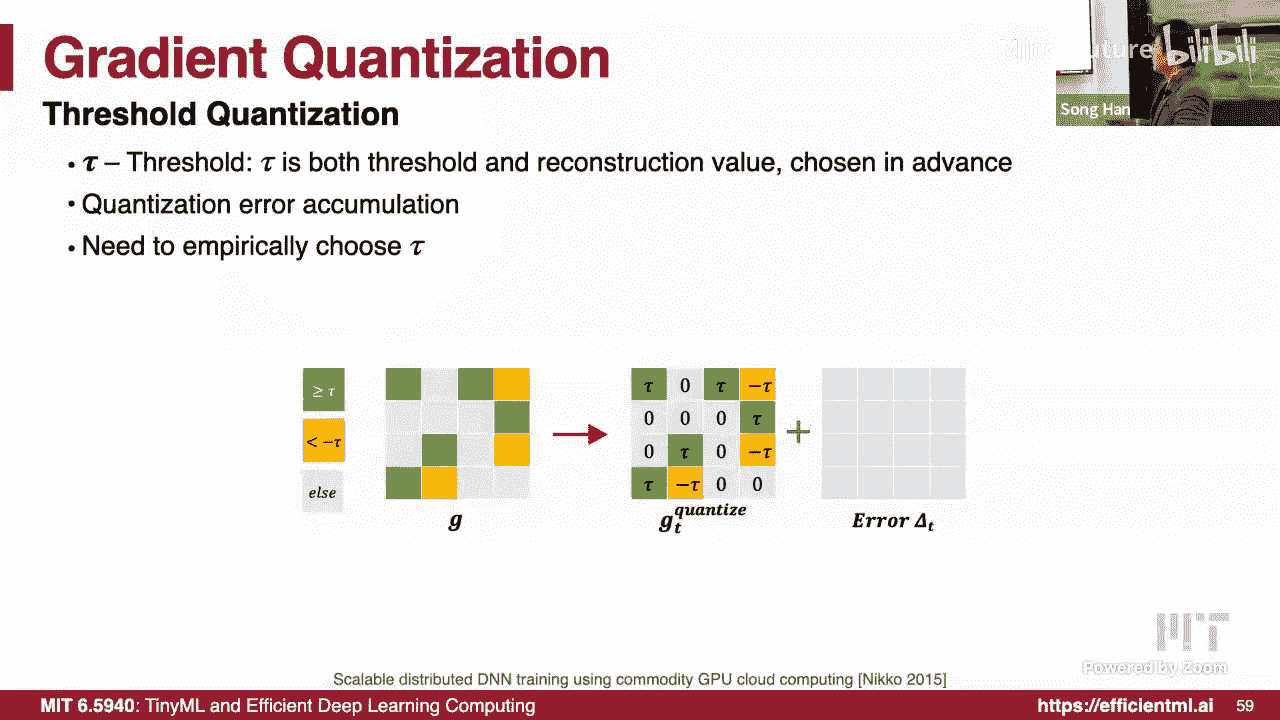 Gradient Quantization
bilibili
Song Han
Threshold Quantization
• τ – Threshold: τ is both threshold and reconstruction value, chosen in advance
• Quantization error accumulation
• Need to empirically choose τ
≥ τ
< -τ
else
g
τ 0 τ -τ
0 0 0 τ
0 τ 0 -τ
τ -τ 0 0
g_t^quantize
+
Error Δ_t
MIT
Powered by Zoom
Scalable distributed DNN training using commodity GPU cloud computing [Nikko 2015]
MIT 6.5940: TinyML and Efficient Deep Learning Computing
https://efficientml.ai
59